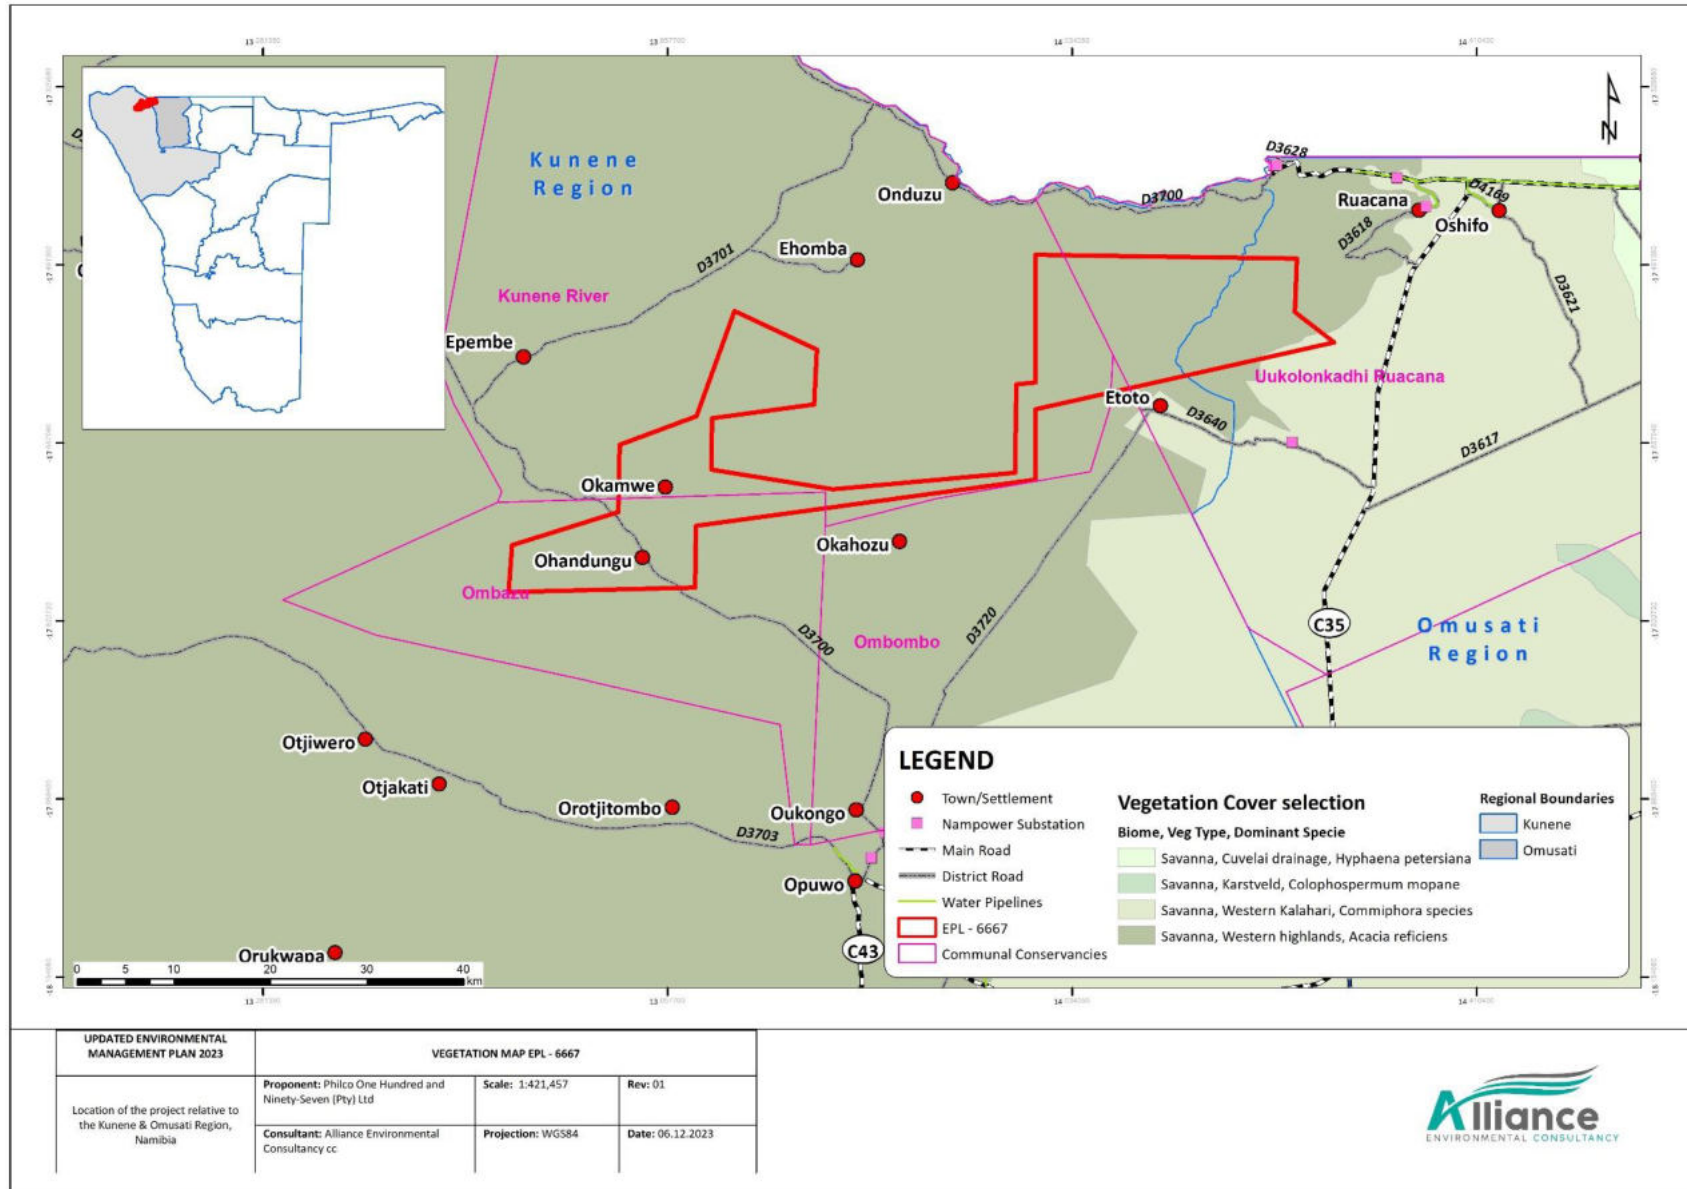 13.857700
Kunene
Region
Onduzu
D3628
D3700
Ruacana
D4169
Oshifo
D3618
D3621
Ehomba
D3701
Kunene River
Epembe
Uukolonkadhi Ruacana
Etoto
D3640
D3617
Okamwe
Okahozu
Ohandungu
Ombazu
D3700
Ombombo
D3720
C35
Omusati
Region
Otjiwero
Otjakati
Orotjitombo
Oukongo
D3703
Opuwo
C43
Orukwapa
0 5 10 20 30 40
km
LEGEND
Town/Settlement
Nampower Substation
Main Road
District Road
Water Pipelines
EPL - 6667
Communal Conservancies
Vegetation Cover selection
Biome, Veg Type, Dominant Specie
Savanna, Cuvelai drainage, Hyphaena petersiana
Savanna, Karstveld, Colophospermum mopane
Savanna, Western Kalahari, Commiphora species
Savanna, Western highlands, Acacia reficiens
Regional Boundaries
Kunene
Omusati
N
UPDATED ENVIRONMENTAL
MANAGEMENT PLAN 2023
VEGETATION MAP EPL - 6667
Location of the project relative to
the Kunene & Omusati Region,
Namibia
Proponent: Philco One Hundred and
Ninety-Seven (Pty) Ltd
Scale: 1:421,457
Rev: 01
Consultant: Alliance Environmental
Consultancy cc
Projection: WGS84
Date: 06.12.2023
Alliance
ENVIRONMENTAL CONSULTANCY